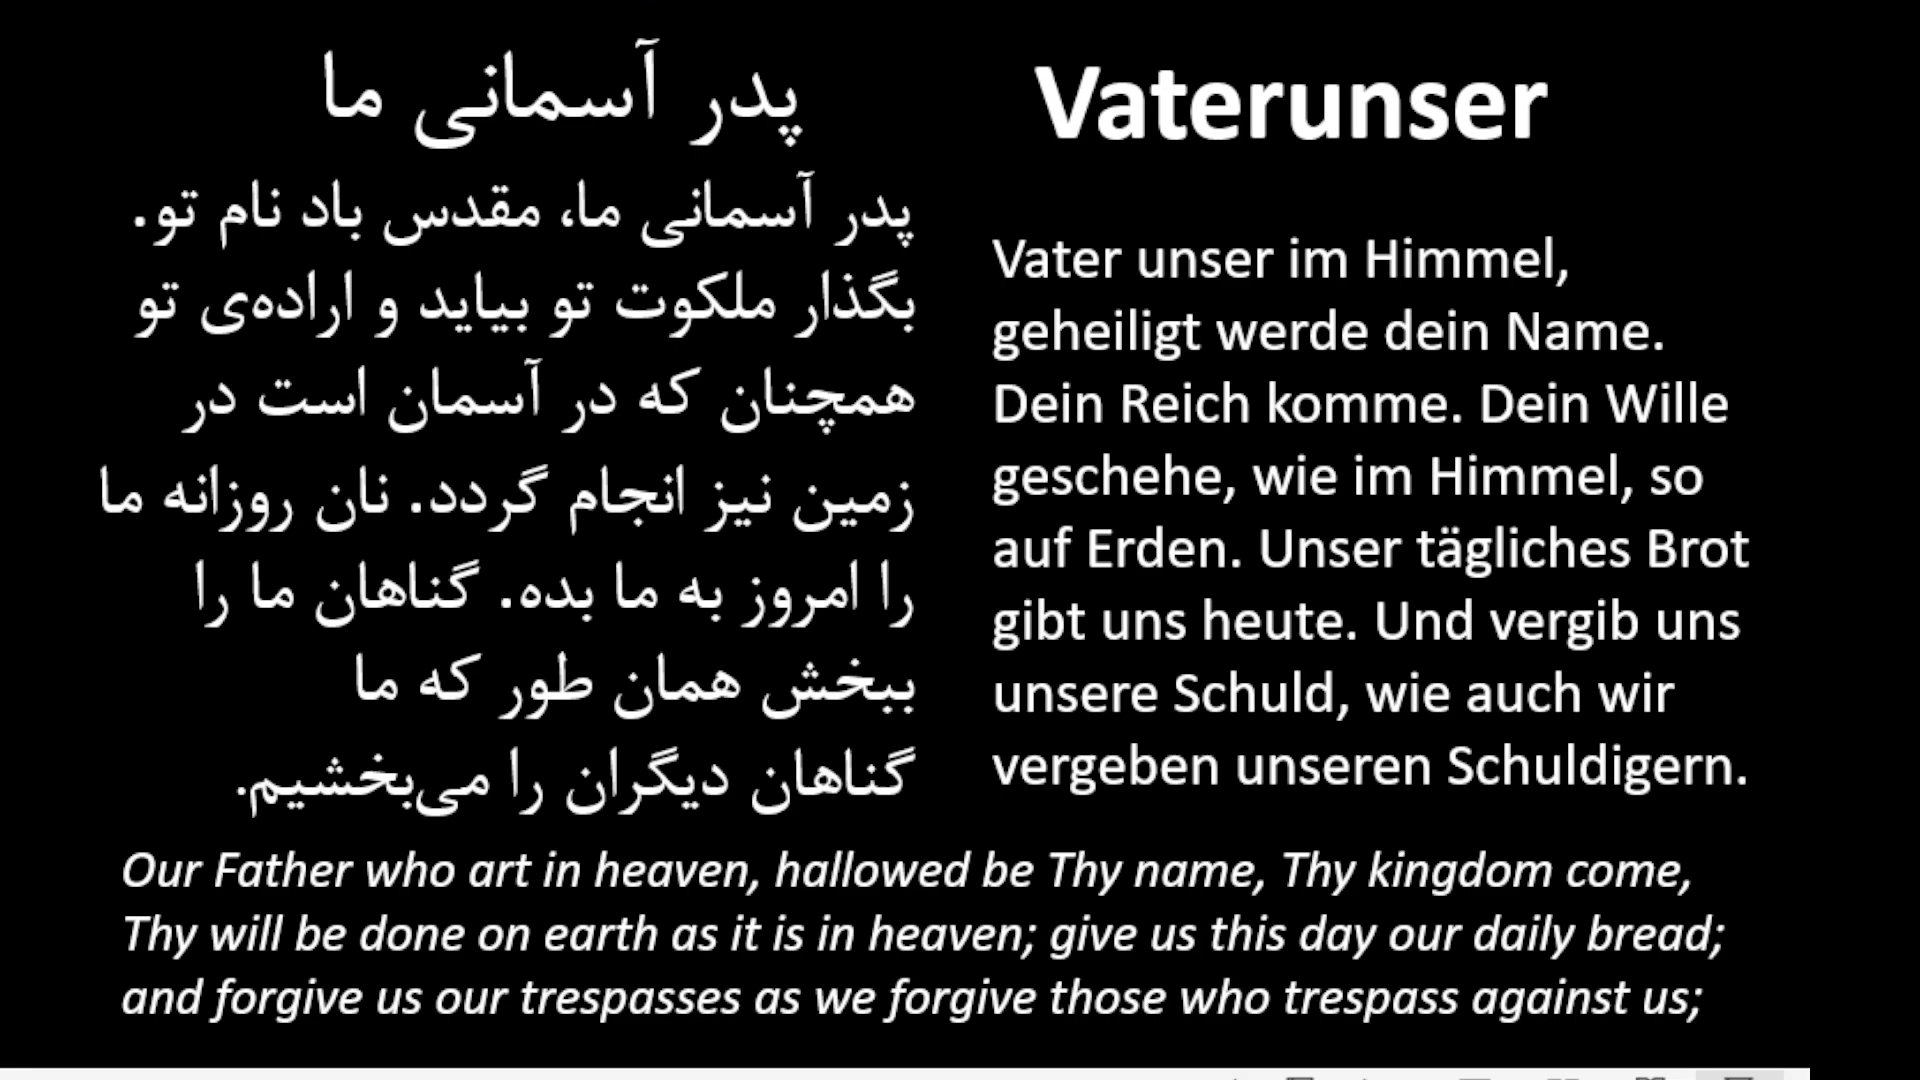 پدر آسمانی ما
پدر آسمانی ما، مقدس باد نام تو.
بگذار ملکوت تو بیاید و اراده‌ی تو
همچنان که در آسمان است در
زمین نیز انجام گردد. نان روزانه ما
را امروز به ما بده. گناهان ما را
ببخش همان طور که ما
گناهان دیگران را می‌بخشیم.
Vaterunser
Vater unser im Himmel,
geheiligt werde dein Name.
Dein Reich komme. Dein Wille
geschehe, wie im Himmel, so
auf Erden. Unser tägliches Brot
gibt uns heute. Und vergib uns
unsere Schuld, wie auch wir
vergeben unseren Schuldigern.
Our Father who art in heaven, hallowed be Thy name, Thy kingdom come,
Thy will be done on earth as it is in heaven; give us this day our daily bread;
and forgive us our trespasses as we forgive those who trespass against us;